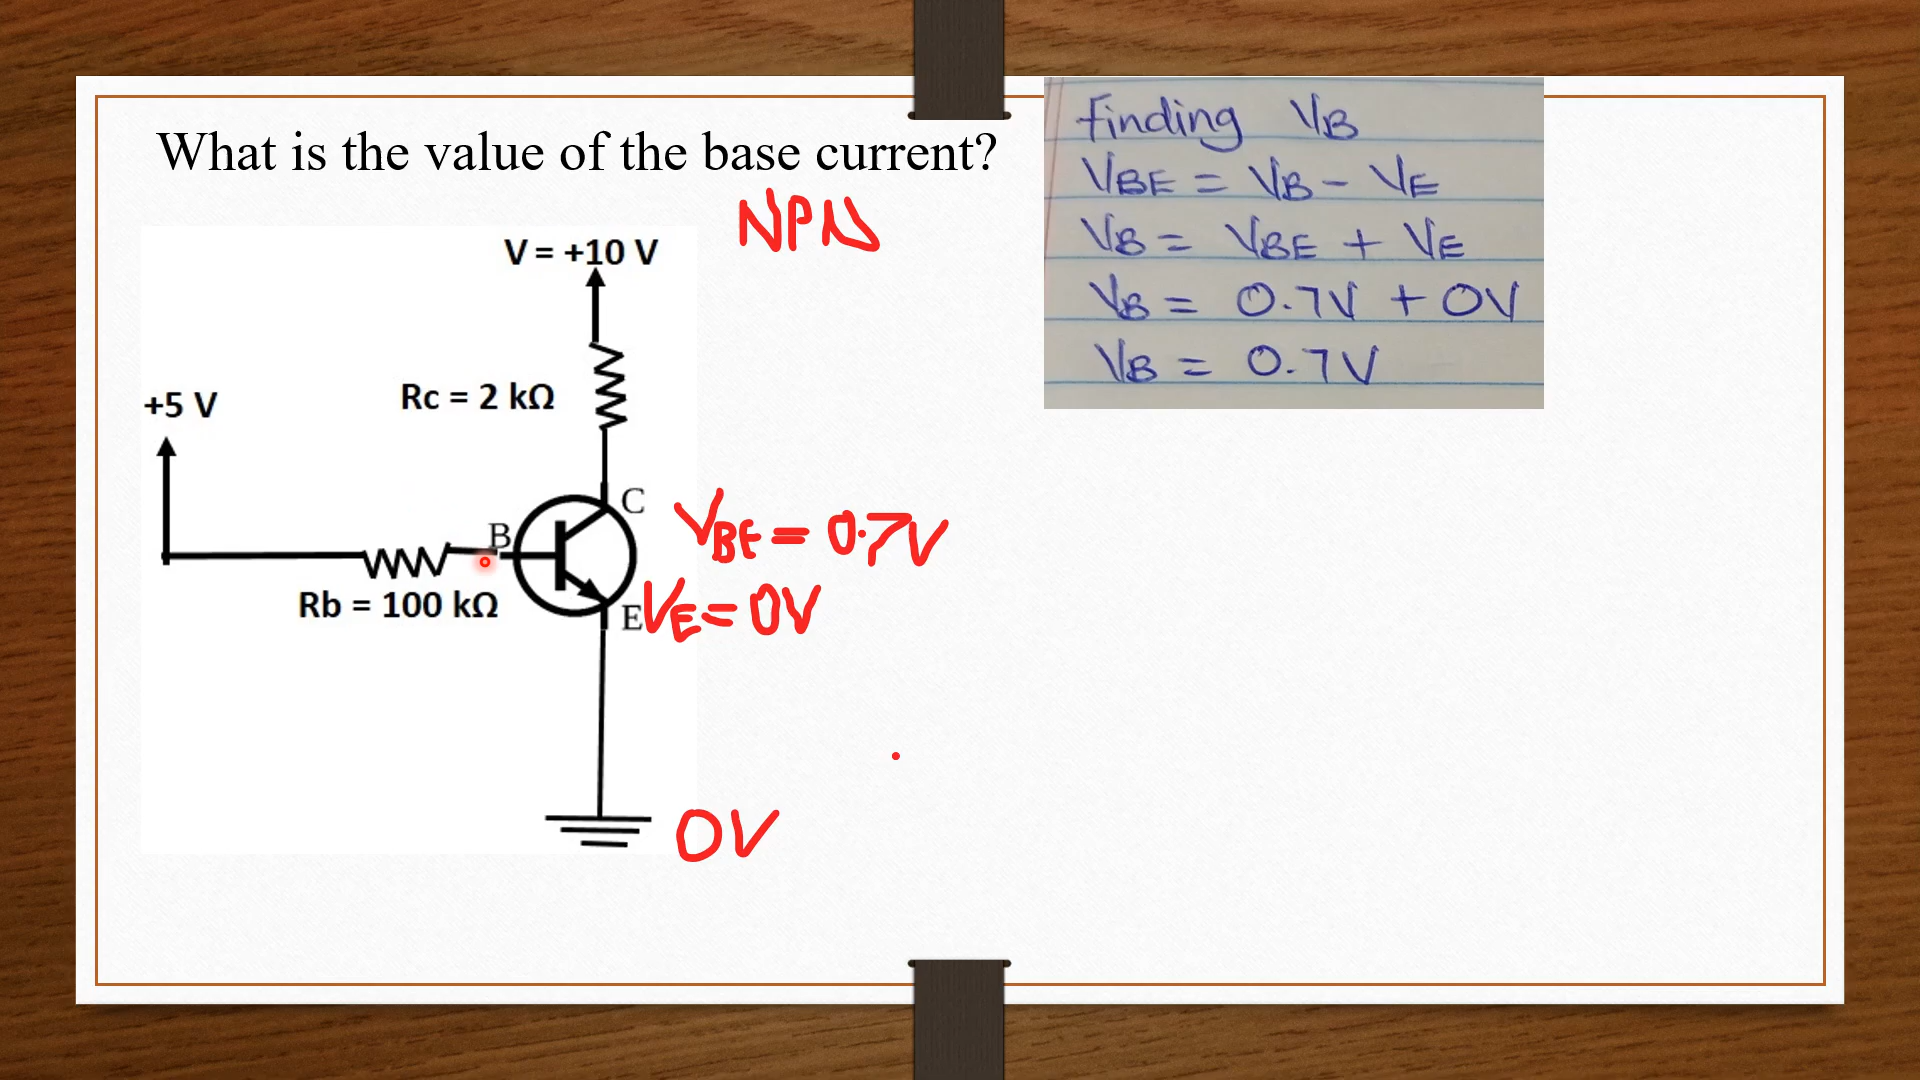 What is the value of the base current?
NPN
V = +10 V
Rc = 2 kΩ
+5 V
C
B
Rb = 100 kΩ
E
VBE = 0.7V
VE = 0V
0V
Finding VB
VBE = VB - VE
VB = VBE + VE
VB = 0.7V + 0V
VB = 0.7V